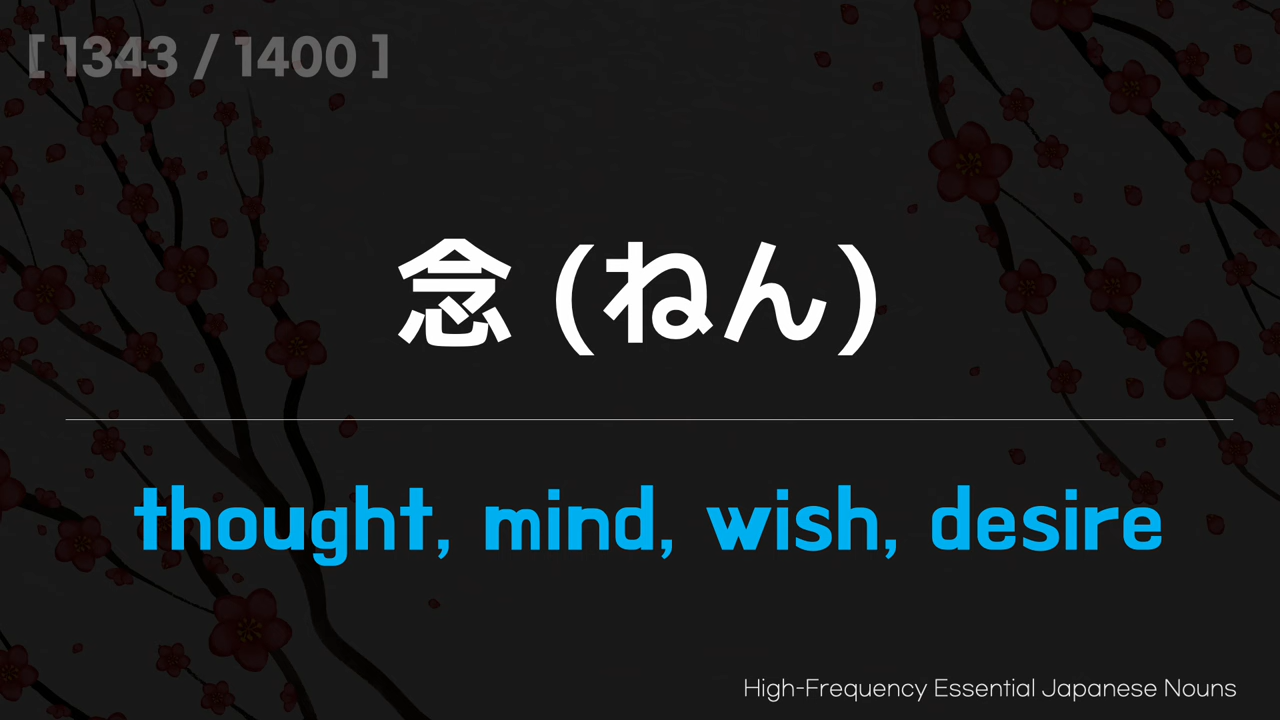 [ 1343 / 1400 ]
念 (ねん)
thought, mind, wish, desire
High-Frequency Essential Japanese Nouns